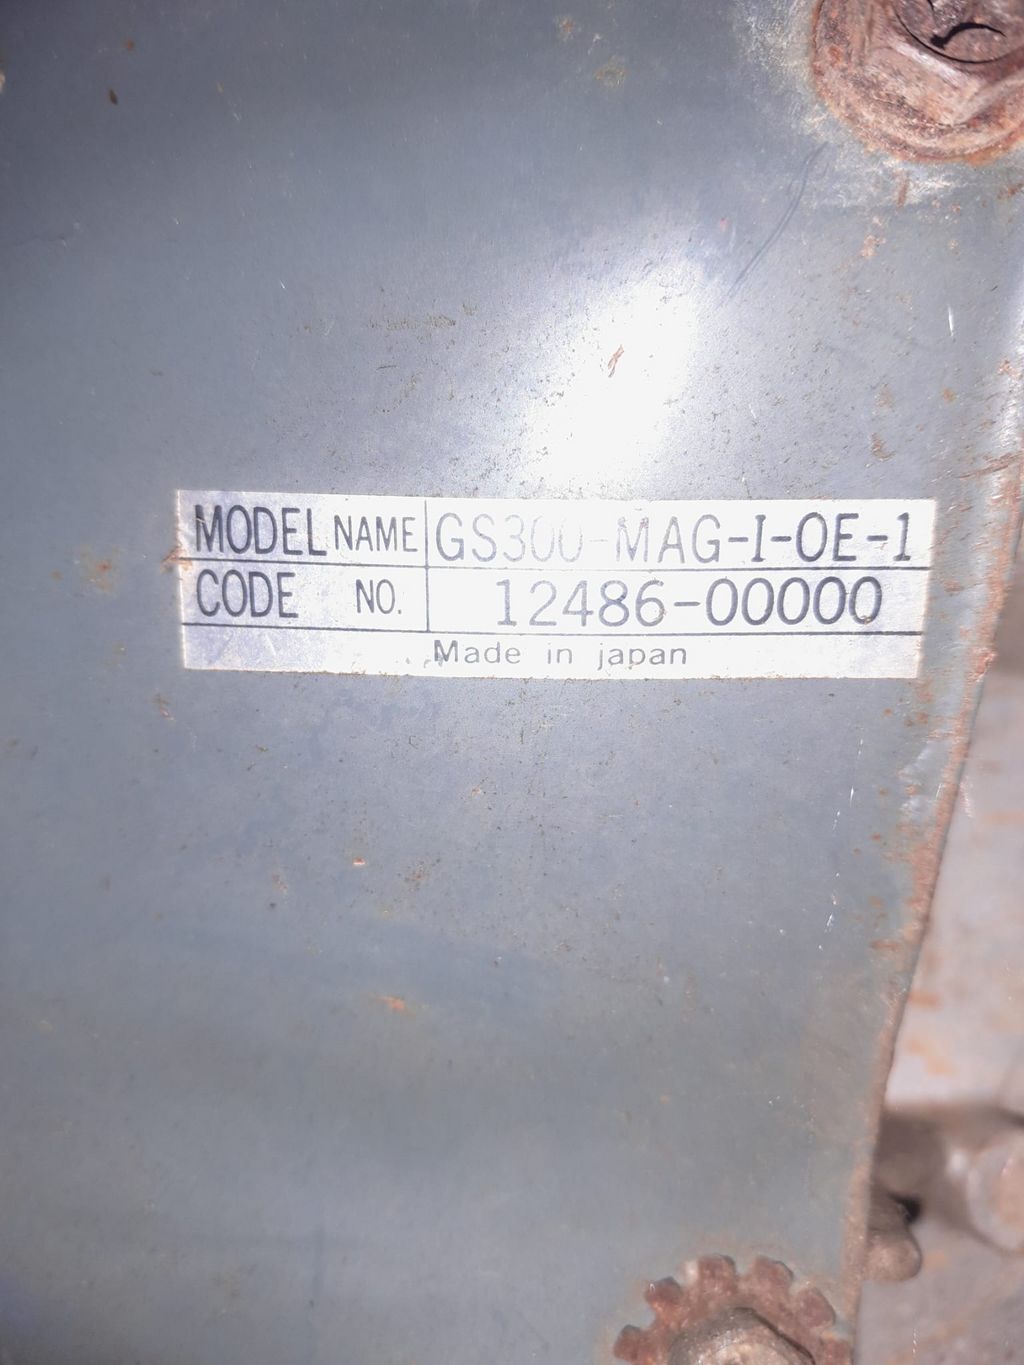 MODEL NAME GS300-MAG-I-OE-1
CODE NO. 12486-00000
Made in japan